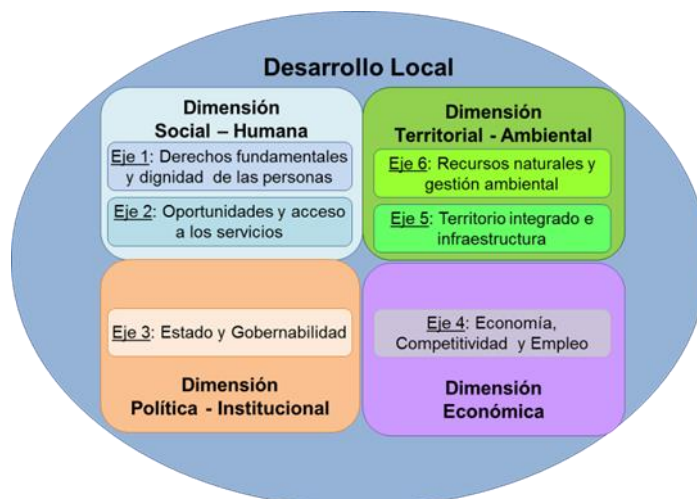 Desarrollo Local
Dimensión
Social – Humana
Eje 1: Derechos fundamentales
y dignidad de las personas
Eje 2: Oportunidades y acceso
a los servicios
Dimensión
Territorial - Ambiental
Eje 6: Recursos naturales y
gestión ambiental
Eje 5: Territorio integrado e
infraestructura
Eje 3: Estado y Gobernabilidad
Dimensión
Política - Institucional
Eje 4: Economía,
Competitividad y Empleo
Dimensión
Económica